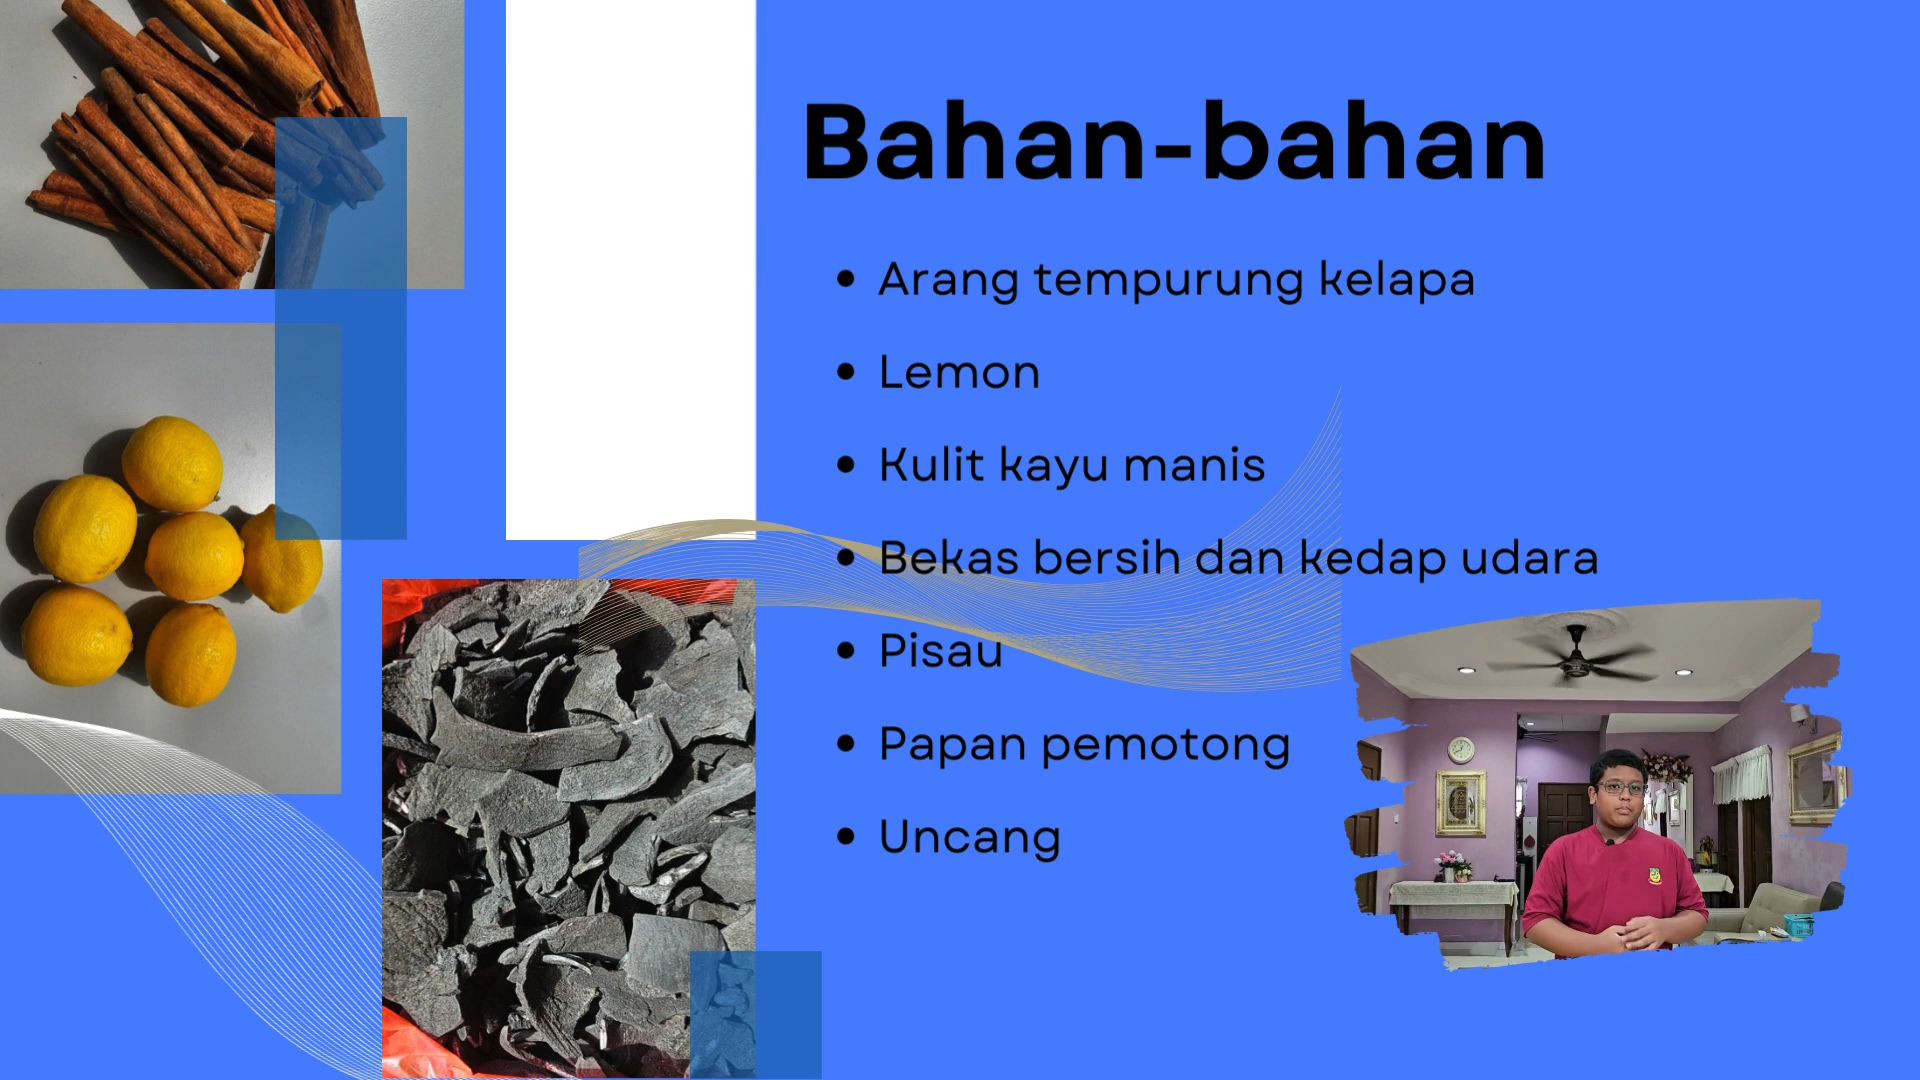 Bahan-bahan
Arang tempurung kelapa
Lemon
Kulit kayu manis
Bekas bersih dan kedap udara
Pisau
Papan pemotong
Uncang